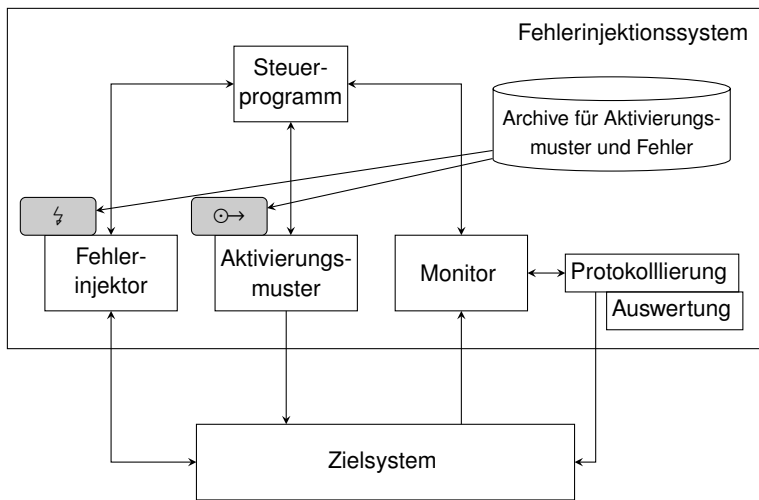 Fehlerinjektionssystem
Steuer-
programm
Archive für Aktivierungs-
muster und Fehler
Fehler-
injektor
Aktivierungs-
muster
Monitor
Protokolllierung
Auswertung
Zielsystem